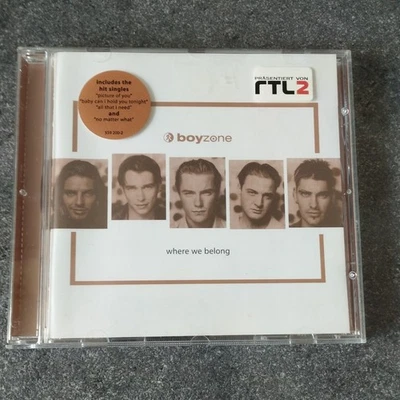 includes the
hit singles
"picture of you"
"baby can i hold you tonight"
"all that i need"
and
"no matter what"
PRÄSENTIERT VON
RTL2
boyzone
where we belong